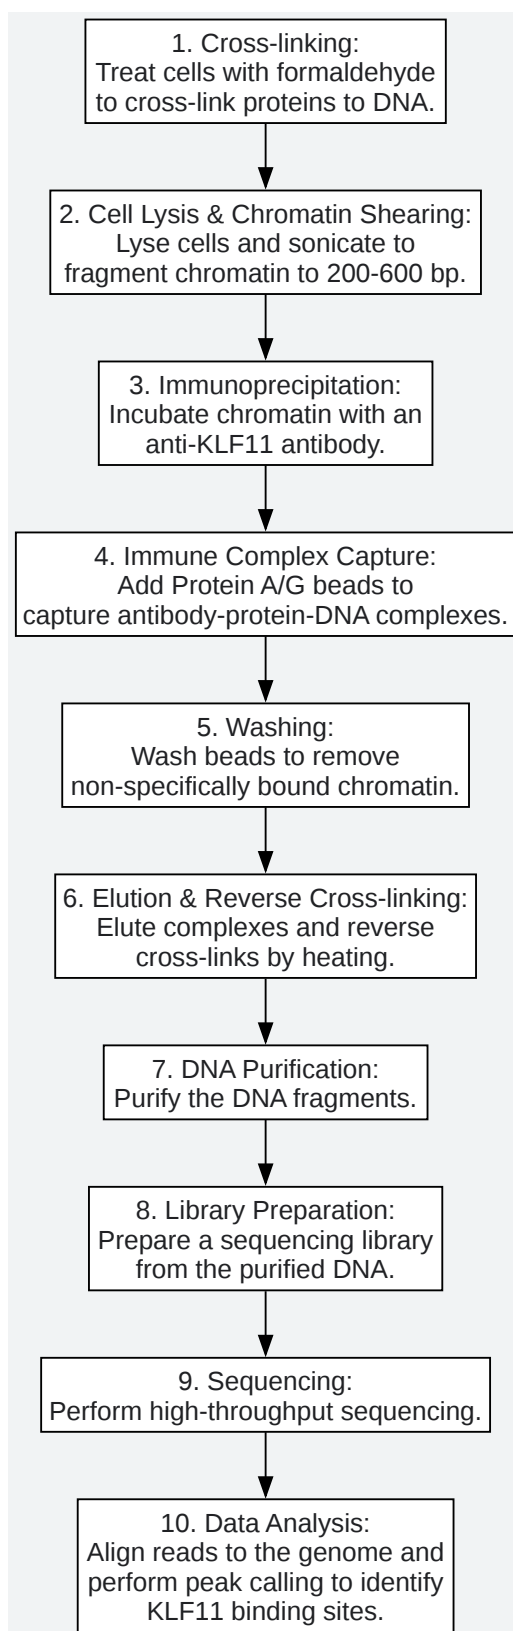 1. Cross-linking:
Treat cells with formaldehyde
to cross-link proteins to DNA.
2. Cell Lysis & Chromatin Shearing:
Lyse cells and sonicate to
fragment chromatin to 200-600 bp.
3. Immunoprecipitation:
Incubate chromatin with an
anti-KLF11 antibody.
4. Immune Complex Capture:
Add Protein A/G beads to
capture antibody-protein-DNA complexes.
5. Washing:
Wash beads to remove
non-specifically bound chromatin.
6. Elution & Reverse Cross-linking:
Elute complexes and reverse
cross-links by heating.
7. DNA Purification:
Purify the DNA fragments.
8. Library Preparation:
Prepare a sequencing library
from the purified DNA.
9. Sequencing:
Perform high-throughput sequencing.
10. Data Analysis:
Align reads to the genome and
perform peak calling to identify
KLF11 binding sites.